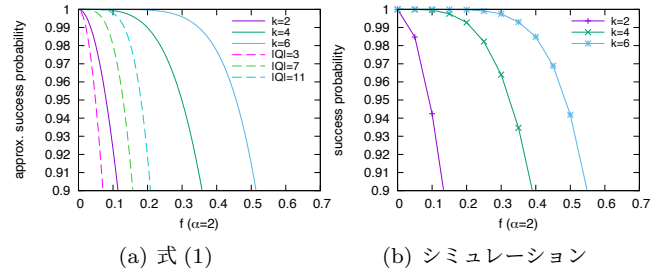 approx. success probability
1
0.99
0.98
0.97
0.96
0.95
0.94
0.93
0.92
0.91
0.9
0 0.1 0.2 0.3 0.4 0.5 0.6 0.7
f (α=2)
k=2
k=4
k=6
|Q|=3
|Q|=7
|Q|=11
(a) 式 (1)
success probability
1
0.99
0.98
0.97
0.96
0.95
0.94
0.93
0.92
0.91
0.9
0 0.1 0.2 0.3 0.4 0.5 0.6 0.7
f (α=2)
k=2
k=4
k=6
(b) シミュレーション